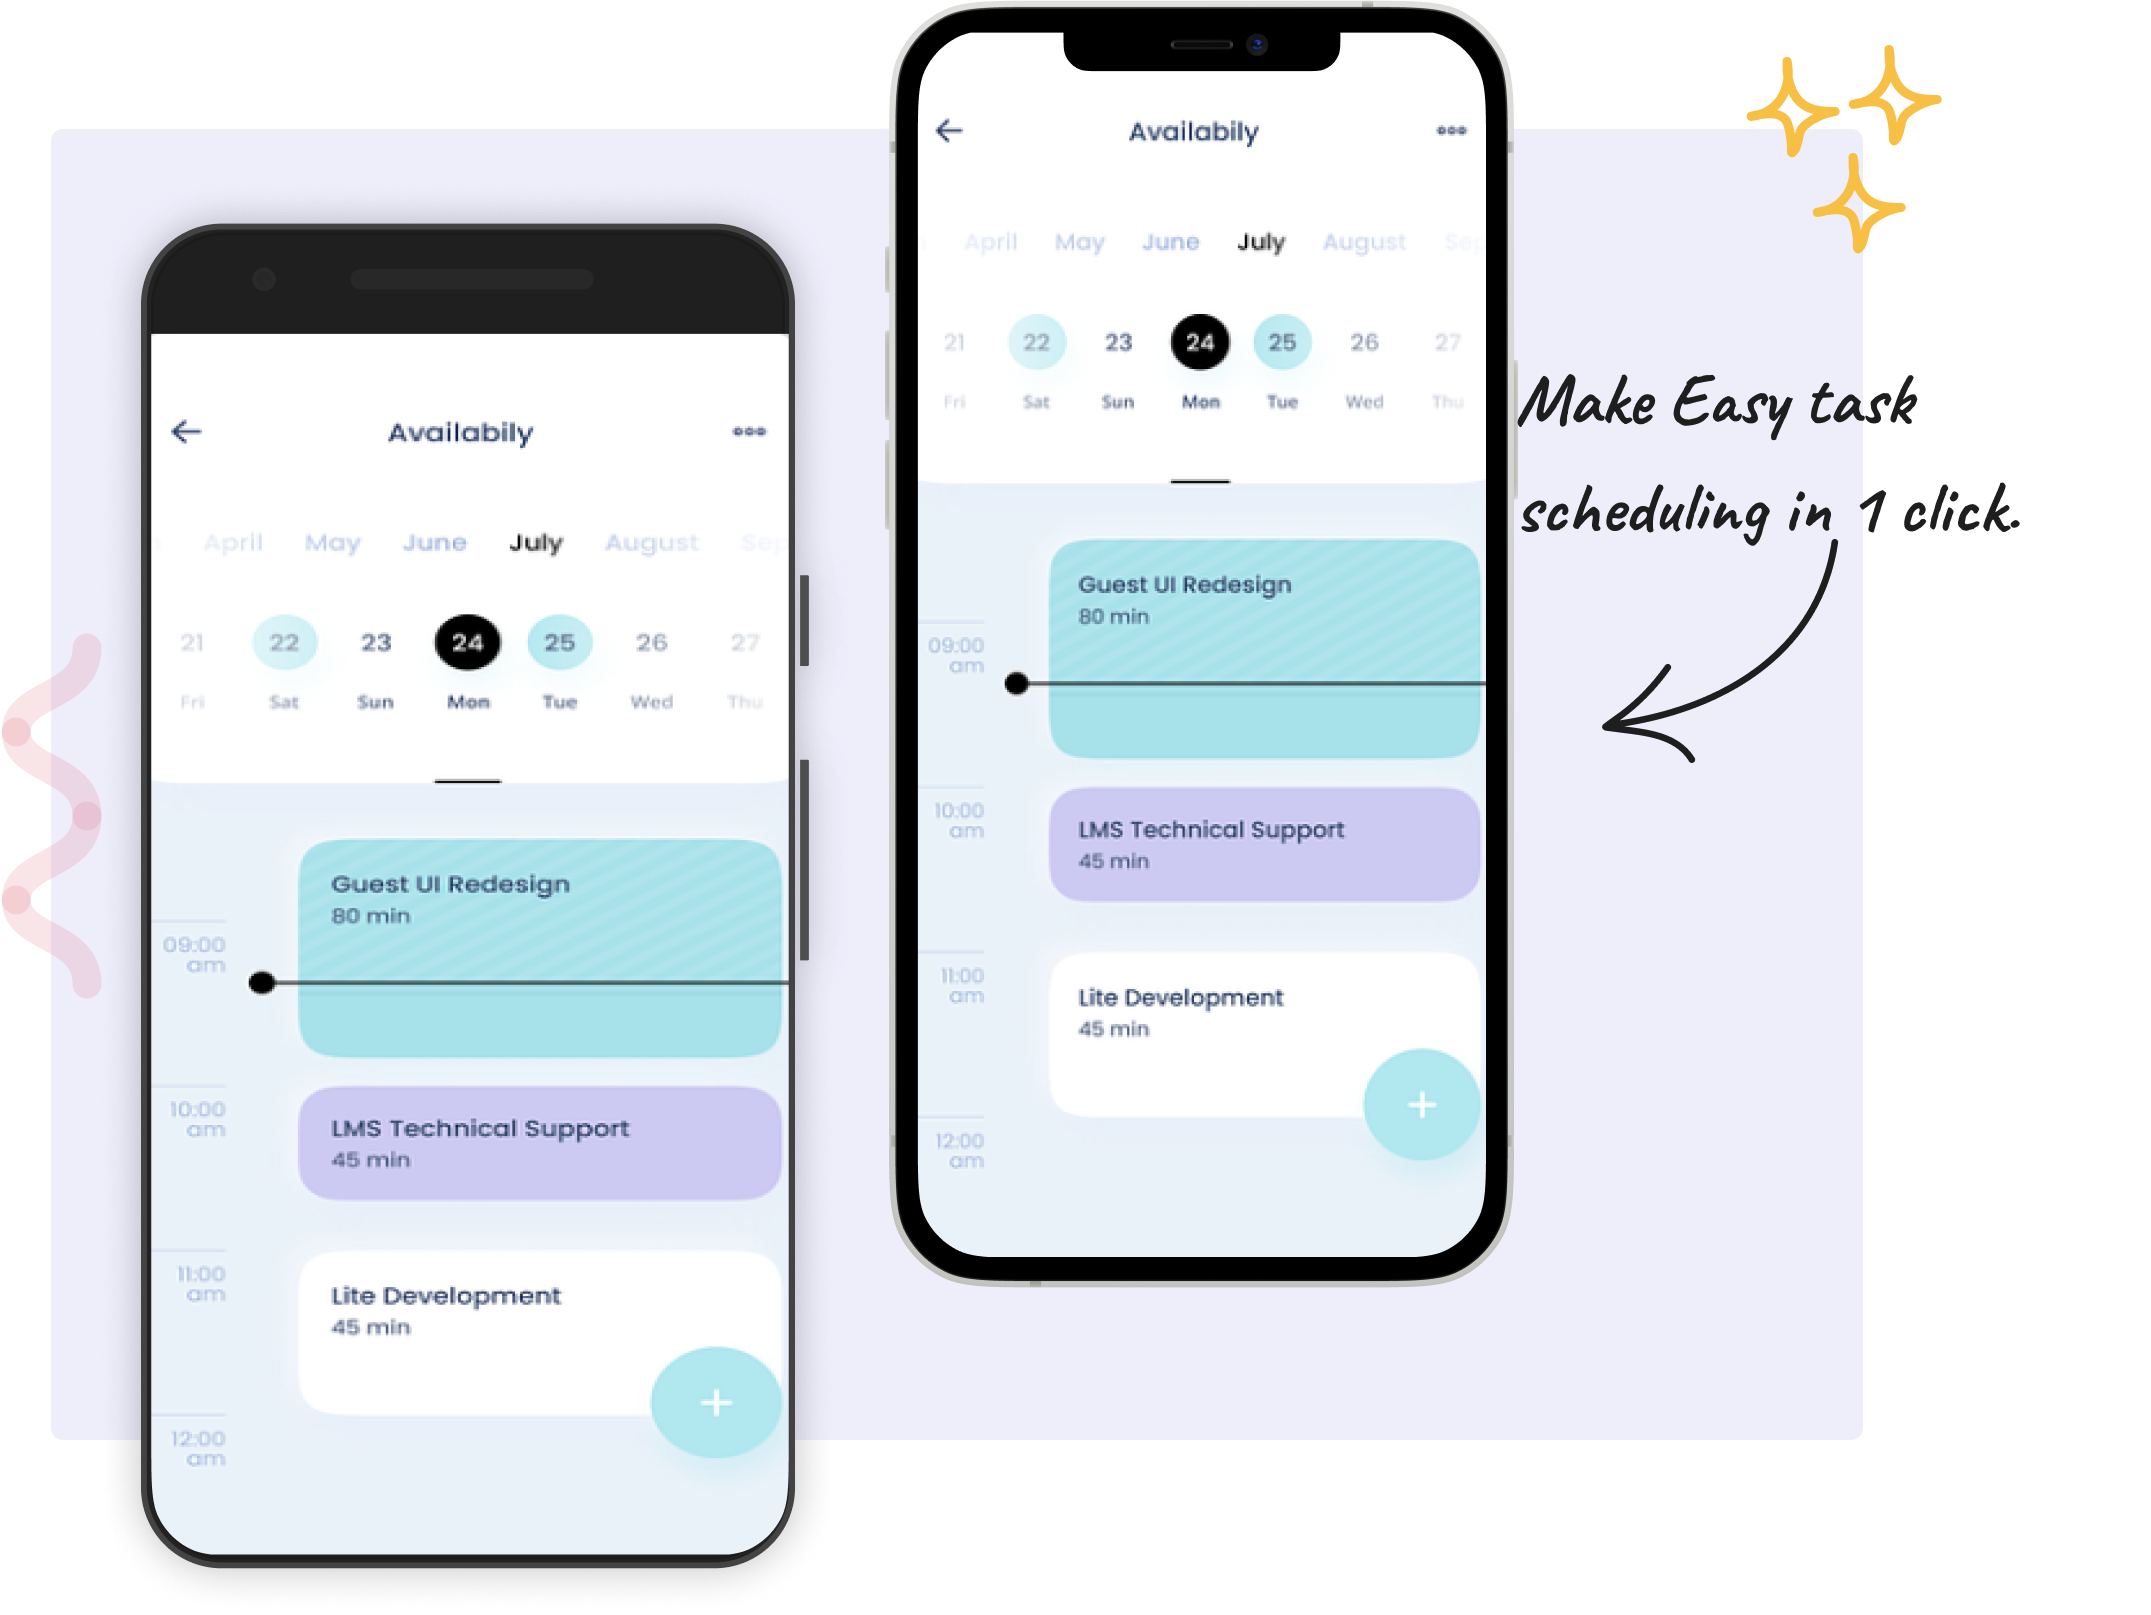 Availabily
April May June July August Sep
21 22 23 24 25 26 27
Fri Sat Sun Mon Tue Wed Thu
Guest UI Redesign
80 min
09:00
am
10:00
am
LMS Technical Support
45 min
11:00
am
Lite Development
45 min
+
12:00
am
Availabily
April May June July August Sep
21 22 23 24 25 26 27
Fri Sat Sun Mon Tue Wed Thu
Guest UI Redesign
80 min
09:00
am
10:00
am
LMS Technical Support
45 min
11:00
am
Lite Development
45 min
+
12:00
am
Make Easy task
scheduling in 1 click.